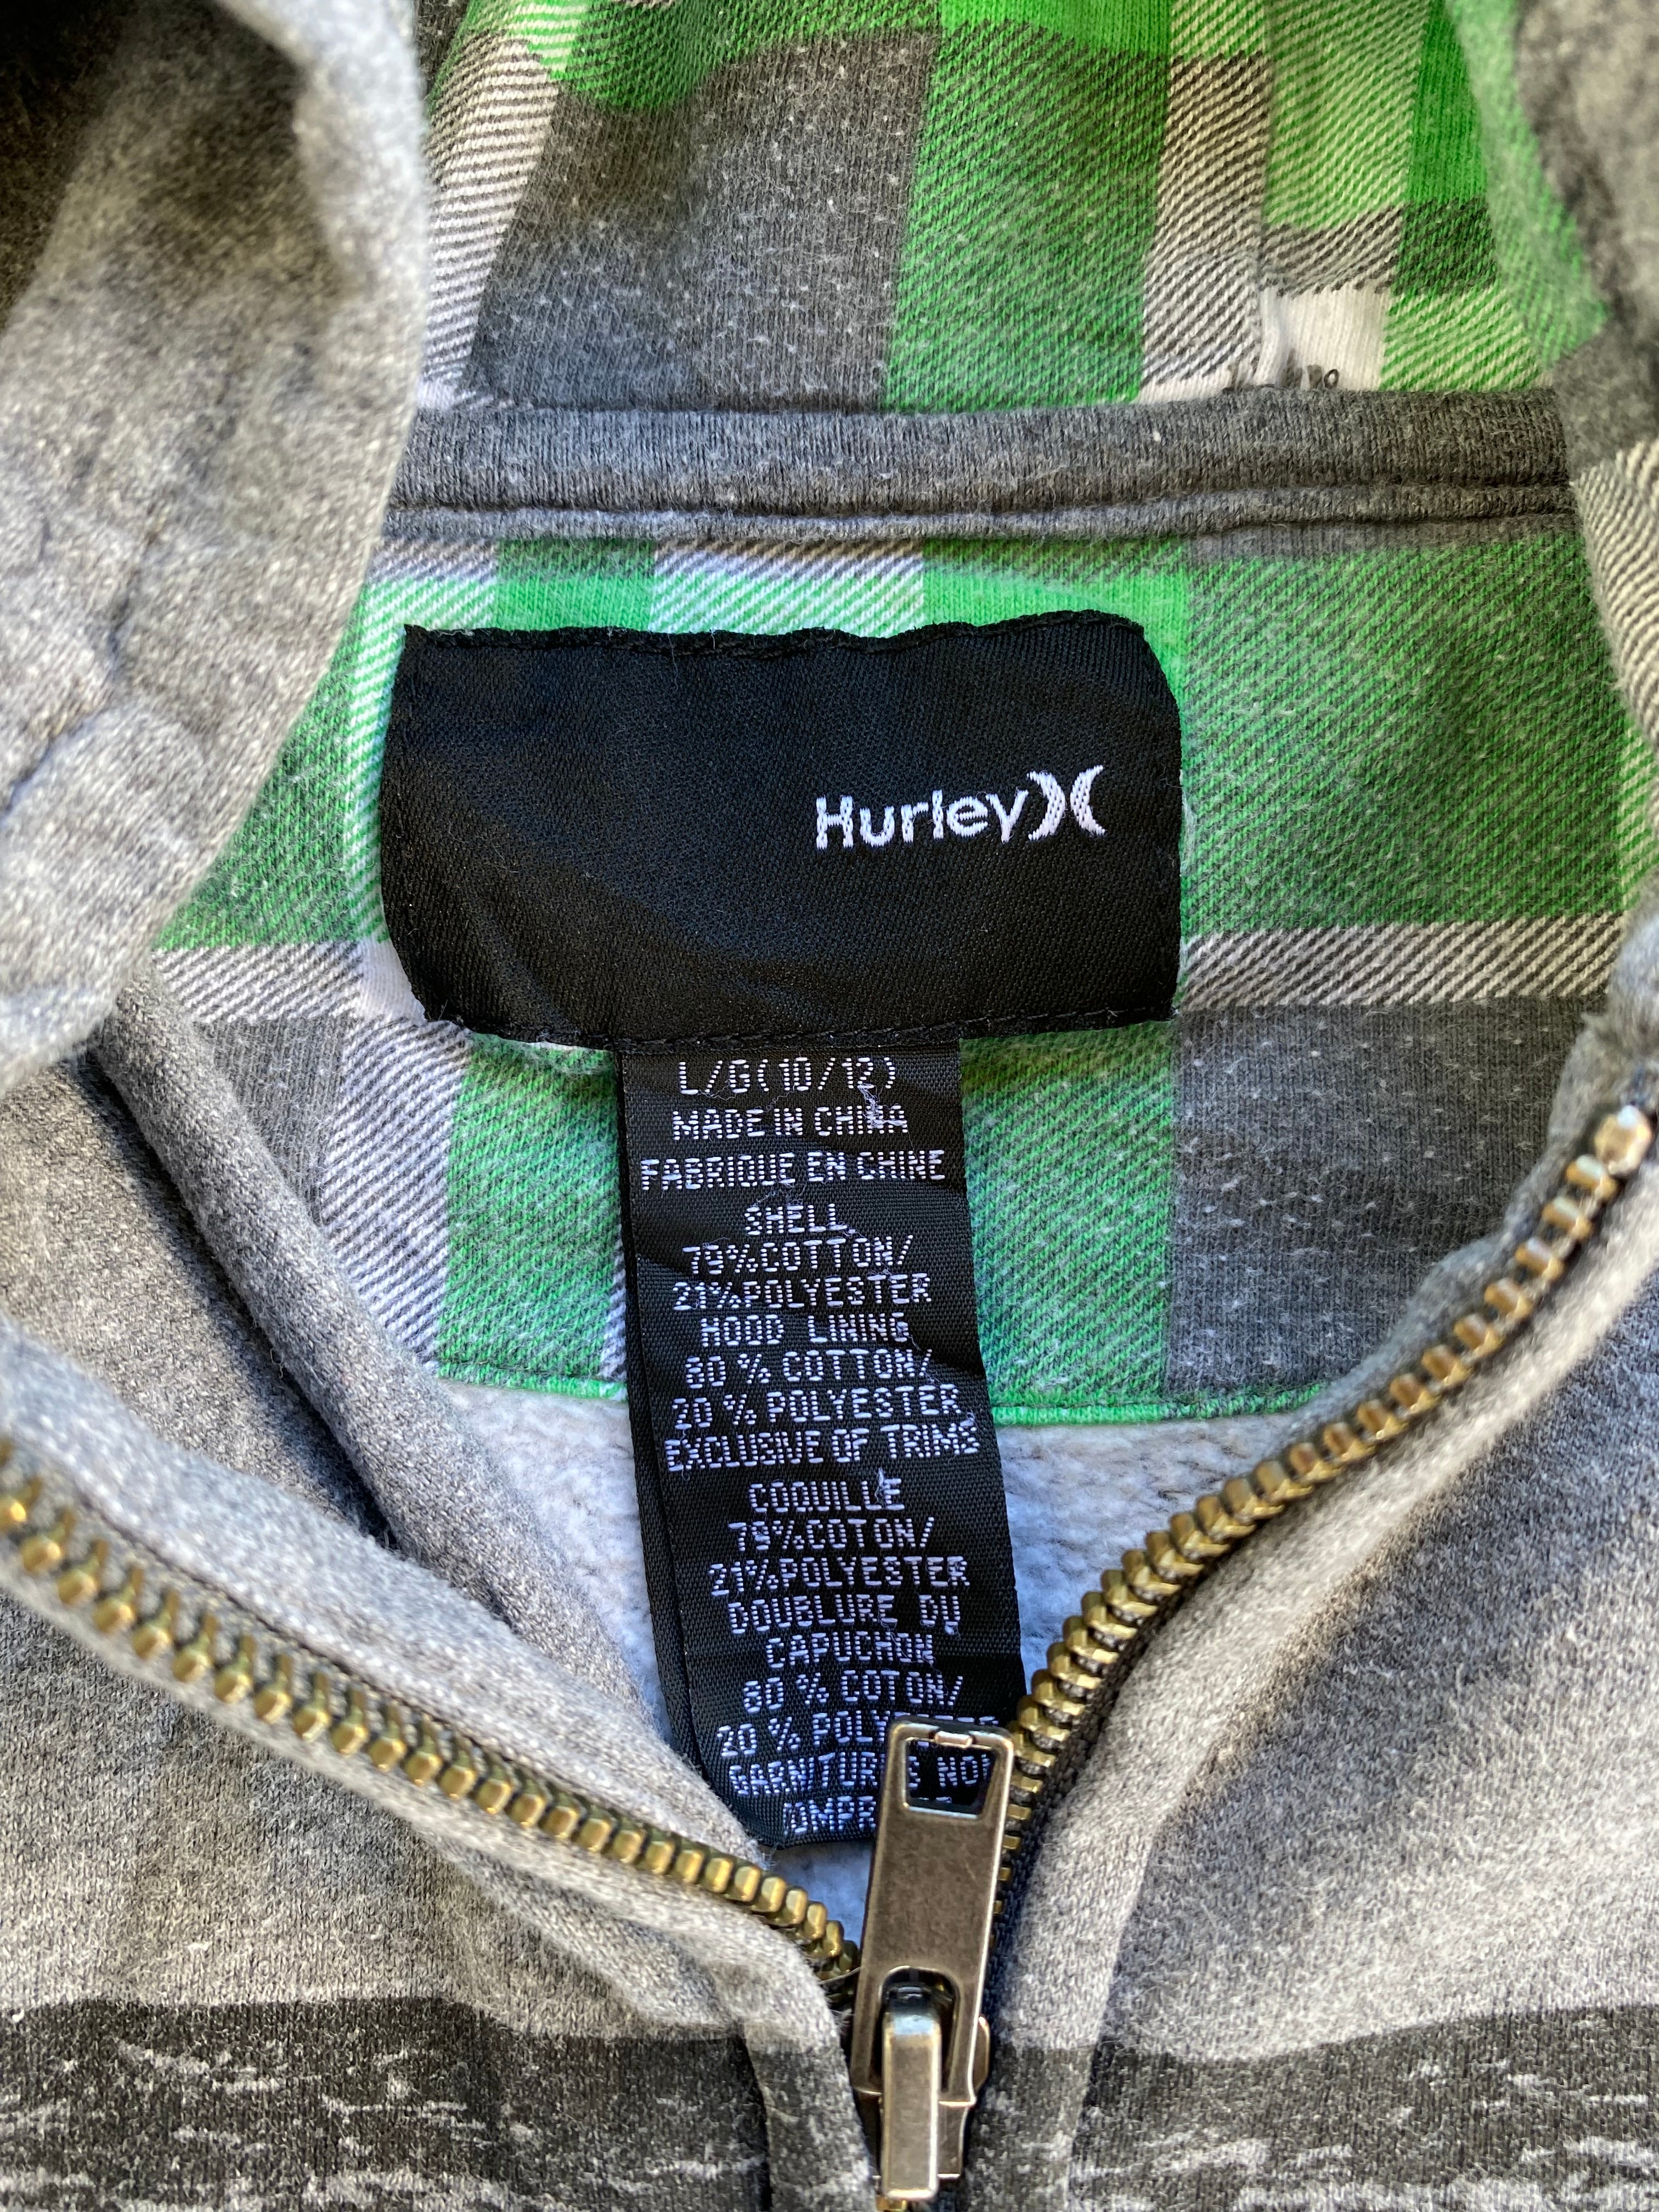 Hurley
L/G(10/12)
MADE IN CHINA
FABRIQUE EN CHINE
SHELL
79%COTTON/
21%POLYESTER
HOOD LINING
80 % COTTON/
20 % POLYESTER
EXCLUSIVE OF TRIMS
COQUILLE
79%COTON/
21%POLYESTER
DOUBLURE DU
CAPUCHON
80 % COTON/
20 %